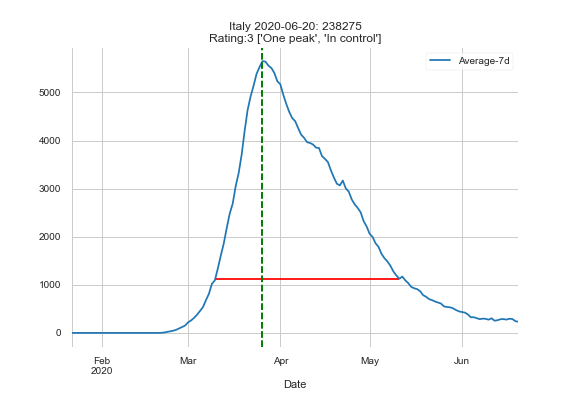 Italy 2020-06-20: 238275
Rating:3 ['One peak', 'In control']
Average-7d
5000
4000
3000
2000
1000
0
Feb
2020
Mar
Apr
May
Jun
Date